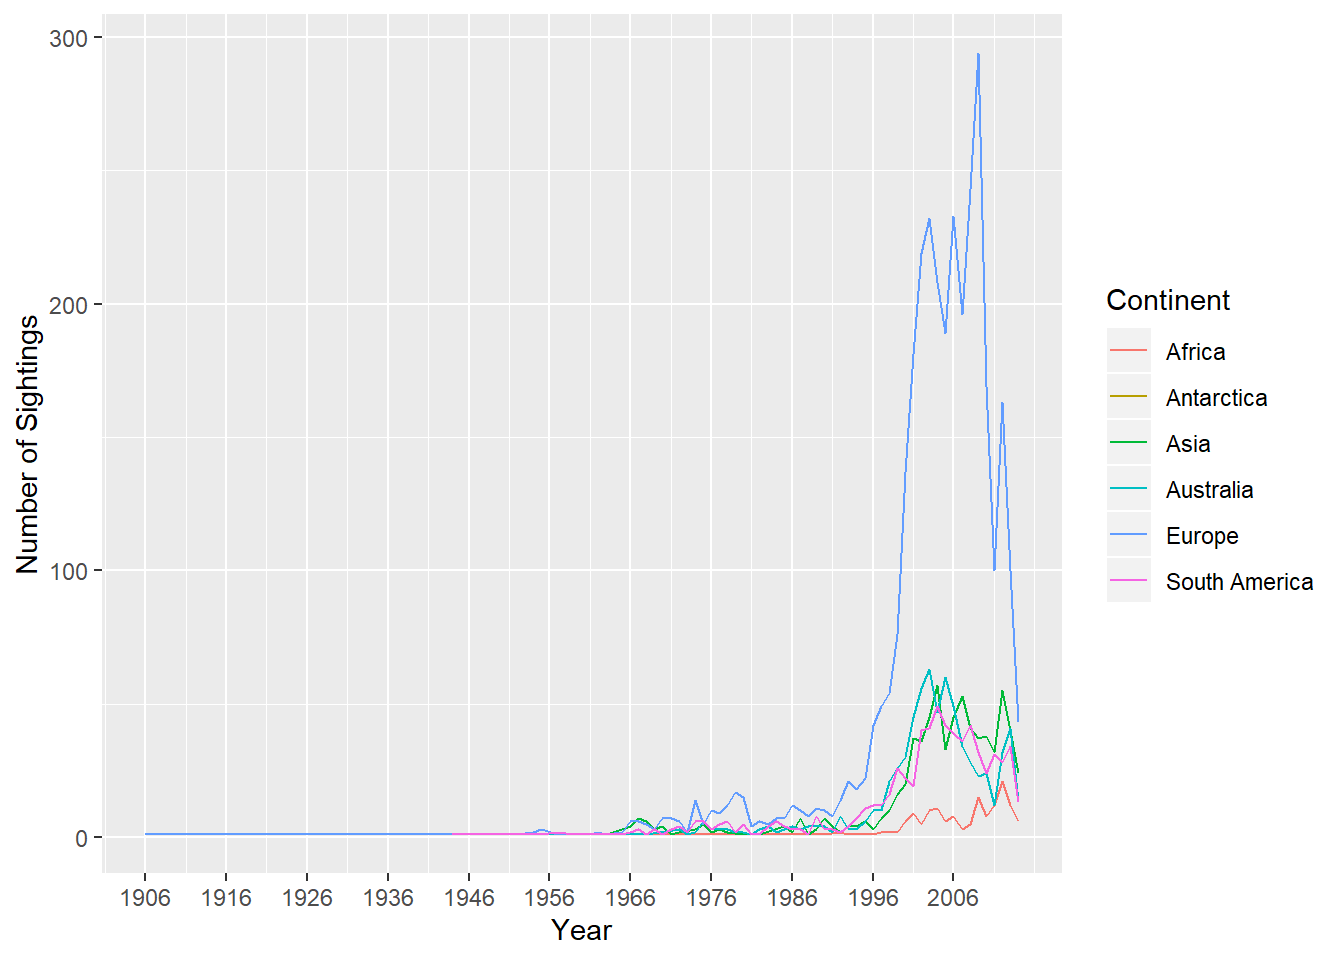 300
200
100
0
Number of Sightings
1906 1916 1926 1936 1946 1956 1966 1976 1986 1996 2006
Year
Continent
Africa
Antarctica
Asia
Australia
Europe
South America